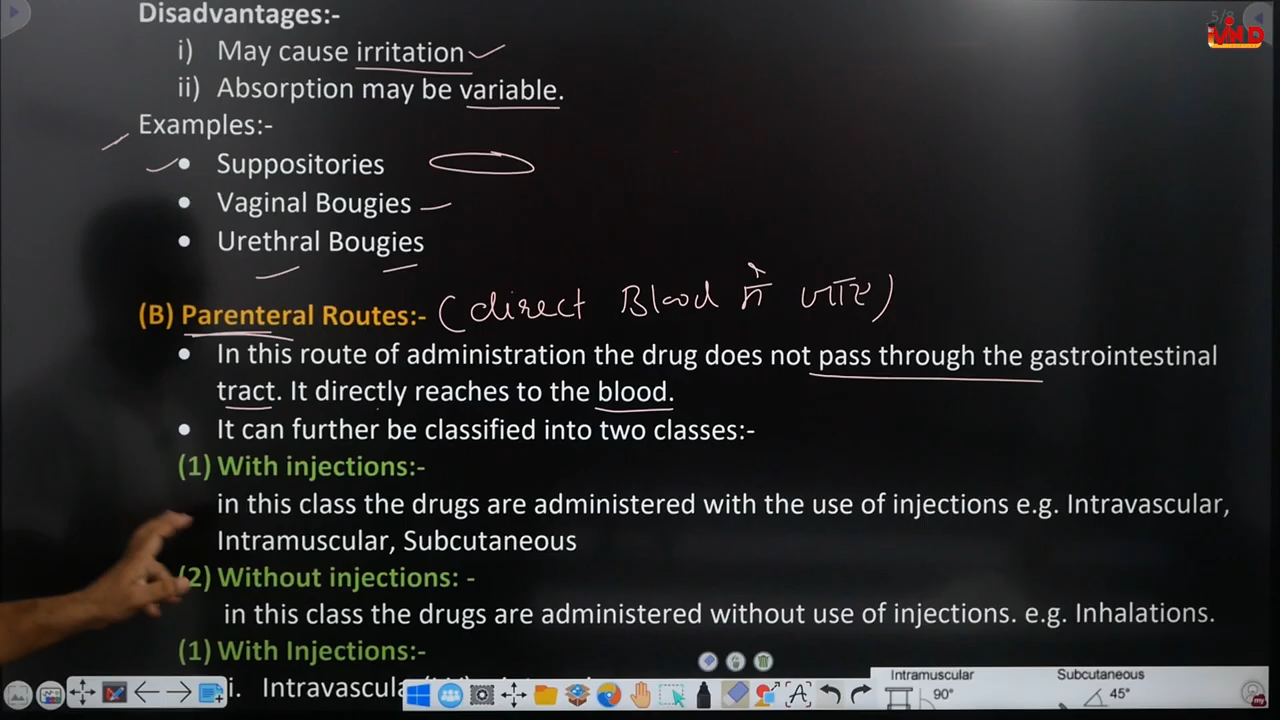 Disadvantages:-
5/8
i) May cause irritation
ii) Absorption may be variable.
Examples:-
• Suppositories
• Vaginal Bougies
• Urethral Bougies
(B) Parenteral Routes:- (direct Blood में
• In this route of administration the drug does not pass through the gastrointestinal
tract. It directly reaches to the blood.
• It can further be classified into two classes:-
(1) With injections:-
in this class the drugs are administered with the use of injections e.g. Intravascular,
Intramuscular, Subcutaneous
(2) Without injections: -
in this class the drugs are administered without use of injections. e.g. Inhalations.
(1) With Injections:-
i. Intravascula
Intramuscular Subcutaneous
90° 45°